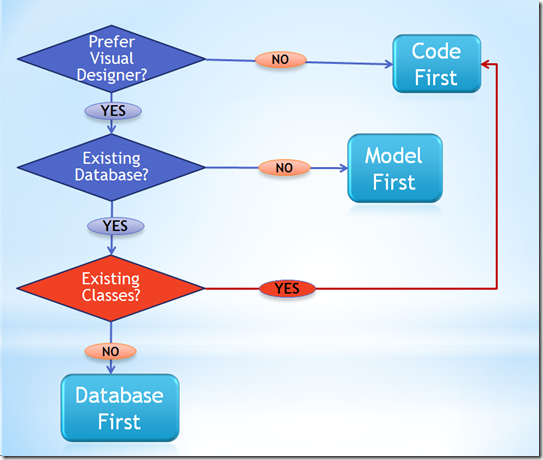 Prefer
Visual
Designer?
NO
Code
First
YES
Existing
Database?
NO
Model
First
YES
Existing
Classes?
YES
NO
Database
First